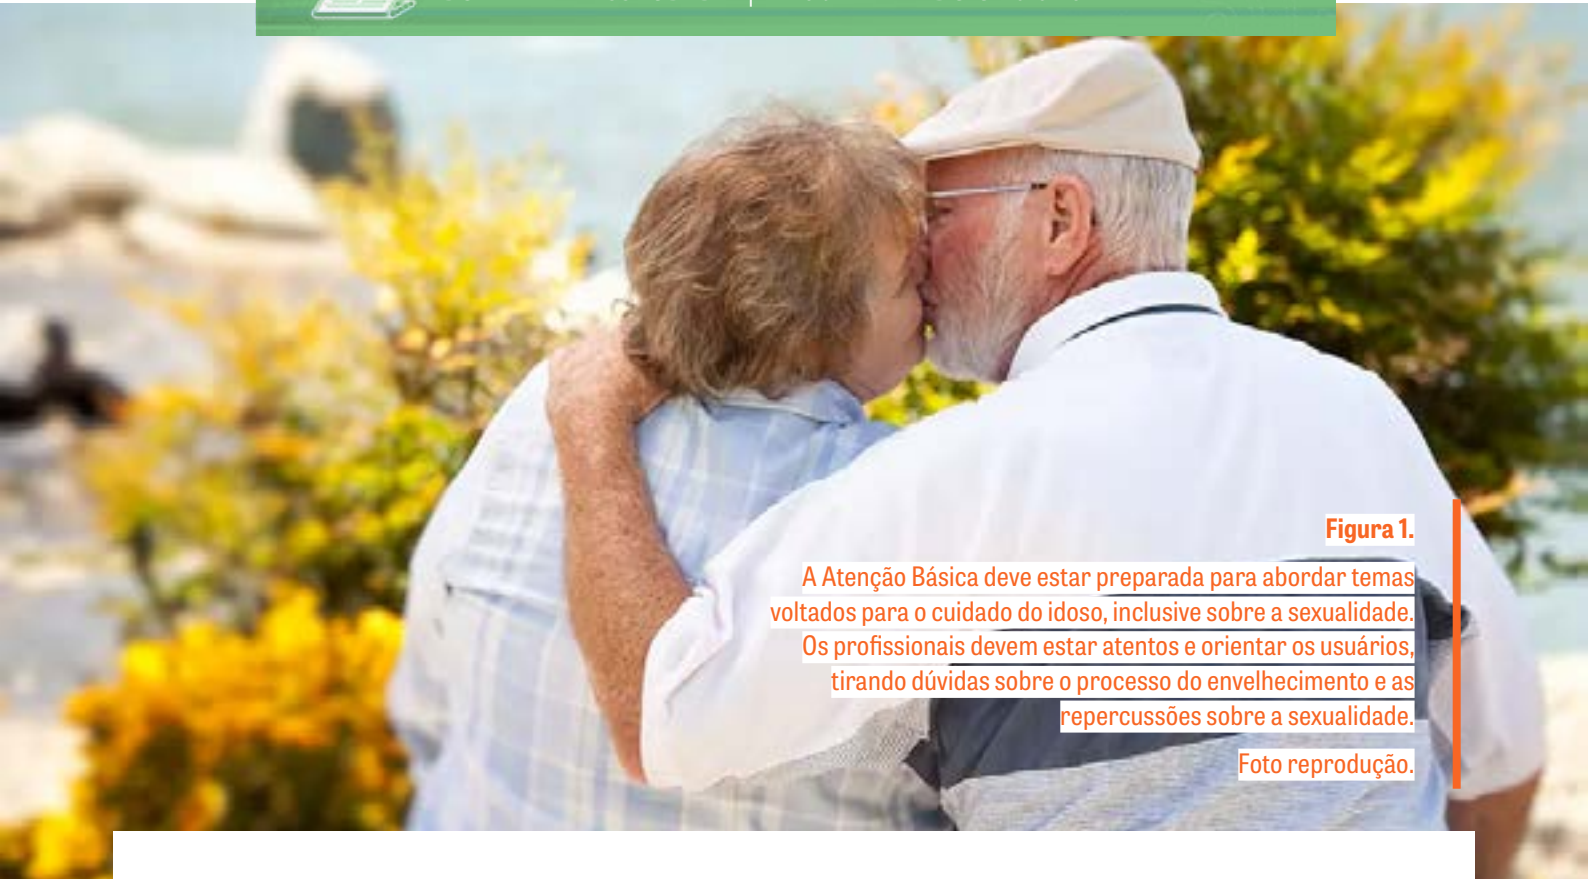 Figura 1.
A Atenção Básica deve estar preparada para abordar temas
voltados para o cuidado do idoso, inclusive sobre a sexualidade.
Os profissionais devem estar atentos e orientar os usuários,
tirando dúvidas sobre o processo do envelhecimento e as
repercussões sobre a sexualidade.
Foto reprodução.